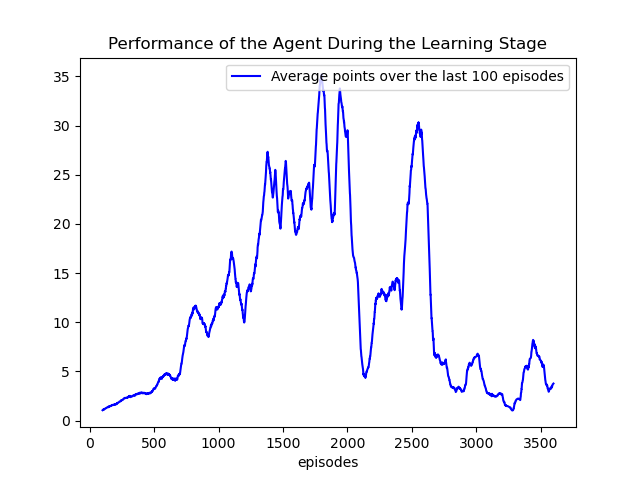 Performance of the Agent During the Learning Stage
Average points over the last 100 episodes
35
30
25
20
15
10
5
0
0 500 1000 1500 2000 2500 3000 3500
episodes